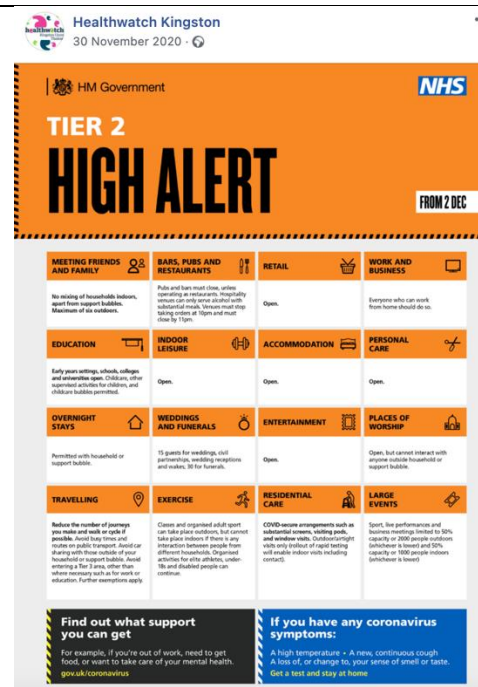 healthwatch
Healthwatch Kingston
30 November 2020
HM Government
NHS
TIER 2
HIGH ALERT
FROM 2 DEC
MEETING FRIENDS
AND FAMILY
No mixing of households indoors,
apart from support bubbles.
Maximum of six outdoors.
BARS, PUBS AND
RESTAURANTS
Pubs and bars must close, unless
operating as restaurants. Hospitality
venues can only serve alcohol with
substantial meals. Venues must stop
taking orders at 10pm and must
close by 11pm.
RETAIL
Open.
WORK AND
BUSINESS
Everyone who can work
from home should do so.
EDUCATION
Early years settings, schools, colleges
and universities open. Childcare, other
supervised activities for children, and
childcare bubbles permitted.
INDOOR
LEISURE
Open.
ACCOMMODATION
Open.
PERSONAL
CARE
Open.
OVERNIGHT
STAYS
Permitted with household or
support bubble.
WEDDINGS
AND FUNERALS
15 guests for weddings, civil
partnerships, wedding receptions
and wakes, 30 for funerals.
ENTERTAINMENT
Open.
PLACES OF
WORSHIP
Open, but cannot interact with
anyone outside household or
support bubble.
TRAVELLING
Reduce the number of journeys
you make and walk or cycle if
possible. Avoid busy times and
routes on public transport. Avoid car
sharing with those outside of your
household or support bubble. Avoid
entering a Tier 3 area, other than
where necessary such as for work or
education. Further exemptions apply.
EXERCISE
Classes and organised adult sport
can take place outdoors, but cannot
take place indoors if there is any
interaction between people from
different households. Organised
activities for elite athletes, under-
18s and disabled people can
continue.
RESIDENTIAL
CARE
COVID-secure arrangements such as
substantial screens, visiting pods,
and window visits. Outdoor/airtight
visits only (rollout of rapid testing
will enable indoor visits including
contact).
LARGE
EVENTS
Sport, live performances and
business meetings limited to 50%
capacity or 2000 people outdoors
(whichever is lower) and 50%
capacity or 1000 people indoors
(whichever is lower)
Find out what support
you can get
For example, if you're out of work, need to get
food, or want to take care of your mental health.
gov.uk/coronavirus
If you have any coronavirus
symptoms:
A high temperature • A new, continuous cough
A loss of, or change to, your sense of smell or taste.
Get a test and stay at home